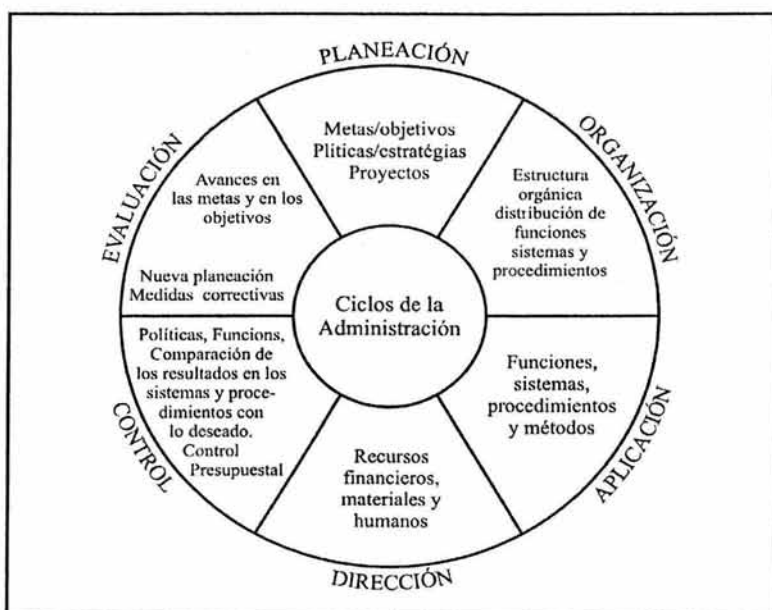 PLANEACIÓN
Metas/objetivos
Pliticas/estratégias
Proyectos
ORGANIZACIÓN
Estructura
orgánica
distribución de
funciones
sistemas y
procedimientos
APLICACIÓN
Funciones,
sistemas,
procedimientos
y métodos
DIRECCIÓN
Recursos
financieros,
materiales y
humanos
CONTROL
Políticas, Funcions,
Comparación de
los resultados en los
sistemas y proce-
dimientos con
lo deseado.
Control
Presupuestal
EVALUACIÓN
Avances en
las metas y en los
objetivos
Nueva planeación
Medidas correctivas
Ciclos de la
Administración